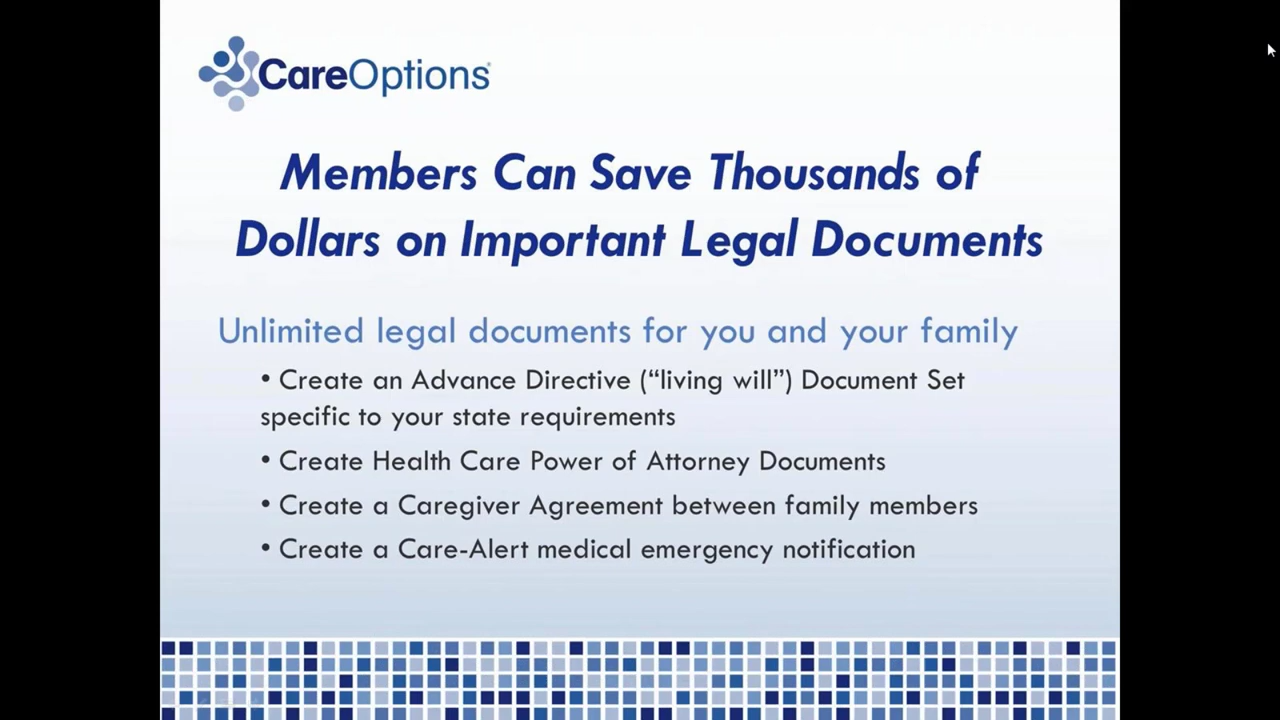 CareOptions®
Members Can Save Thousands of
Dollars on Important Legal Documents
Unlimited legal documents for you and your family
• Create an Advance Directive (“living will”) Document Set
specific to your state requirements
• Create Health Care Power of Attorney Documents
• Create a Caregiver Agreement between family members
• Create a Care-Alert medical emergency notification